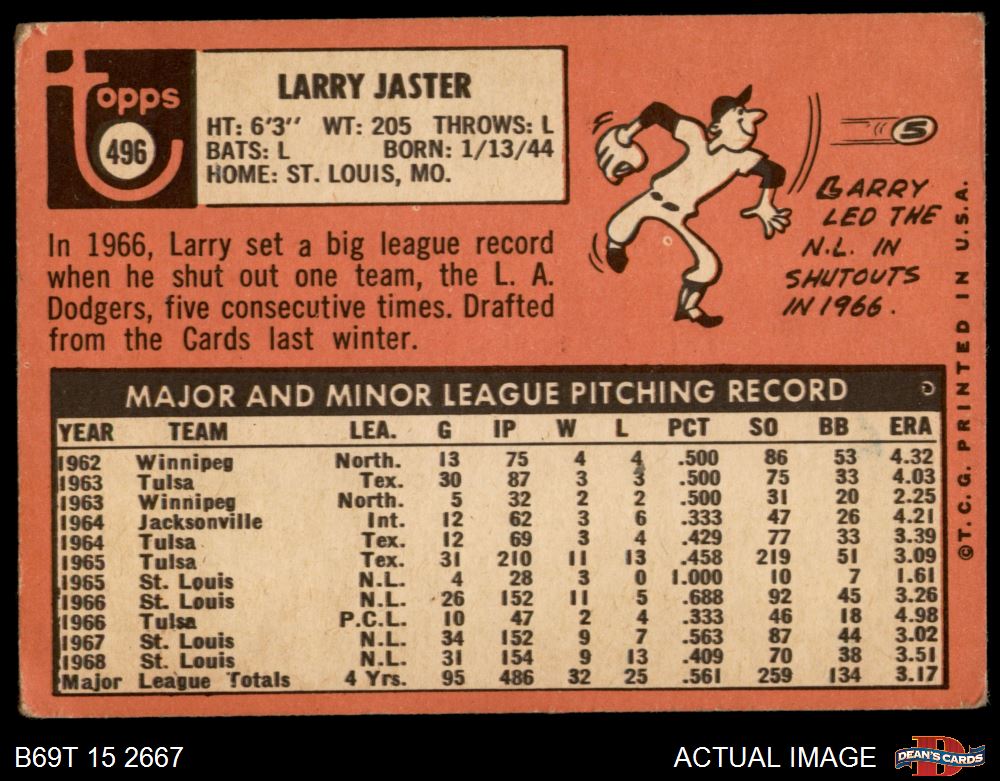 Topps
496
LARRY JASTER
HT: 6'3" WT: 205 THROWS: L
BATS: L BORN: 1/13/44
HOME: ST. LOUIS, MO.
In 1966, Larry set a big league record
when he shut out one team, the L. A.
Dodgers, five consecutive times. Drafted
from the Cards last winter.
5
GARRY
LED THE
N.L. IN
SHUTOUTS
IN 1966.
MAJOR AND MINOR LEAGUE PITCHING RECORD
YEAR TEAM LEA. G IP W L PCT SO BB ERA
1962 Winnipeg North. 13 75 4 4 .500 86 53 4.32
1963 Tulsa Tex. 30 87 3 3 .500 75 33 4.03
1963 Winnipeg North. 5 32 2 2 .500 31 20 2.25
1964 Jacksonville Int. 12 62 3 6 .333 47 26 4.21
1964 Tulsa Tex. 12 69 3 4 .429 77 33 3.39
1965 Tulsa Tex. 31 210 11 13 .458 219 51 3.09
1965 St. Louis N.L. 4 28 3 0 1.000 10 7 1.61
1966 St. Louis N.L. 26 152 11 5 .688 92 45 3.26
1966 Tulsa P.C.L. 10 47 2 4 .333 46 18 4.98
1967 St. Louis N.L. 34 152 9 7 .563 87 44 3.02
1968 St. Louis N.L. 31 154 9 13 .409 70 38 3.51
Major League Totals 4 Yrs. 95 486 32 25 .561 259 134 3.17
©T.C.G. PRINTED IN U.S.A.
B69T 15 2667 ACTUAL IMAGE
DEAN'S CARDS